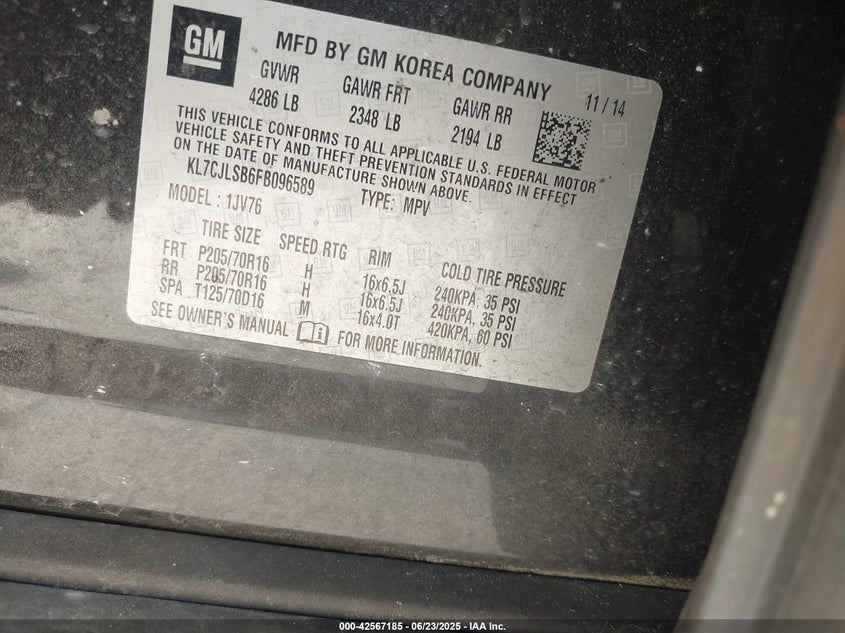 GM
MFD BY GM KOREA COMPANY
GVWR GAWR FRT GAWR RR 11 / 14
4286 LB 2348 LB 2194 LB
THIS VEHICLE CONFORMS TO ALL APPLICABLE U.S. FEDERAL MOTOR
VEHICLE SAFETY AND THEFT PREVENTION STANDARDS IN EFFECT
ON THE DATE OF MANUFACTURE SHOWN ABOVE.
KL7CJLSB6FB096589 TYPE: MPV
MODEL: 1JV76
TIRE SIZE SPEED RTG RIM COLD TIRE PRESSURE
FRT P205/70R16 H 16x6.5J 240KPA, 35 PSI
RR P205/70R16 H 16x6.5J 240KPA, 35 PSI
SPA T125/70D16 M 16x4.0T 420KPA, 60 PSI
SEE OWNER'S MANUAL FOR MORE INFORMATION.
000-42567185 - 06/23/2025 - IAA Inc.